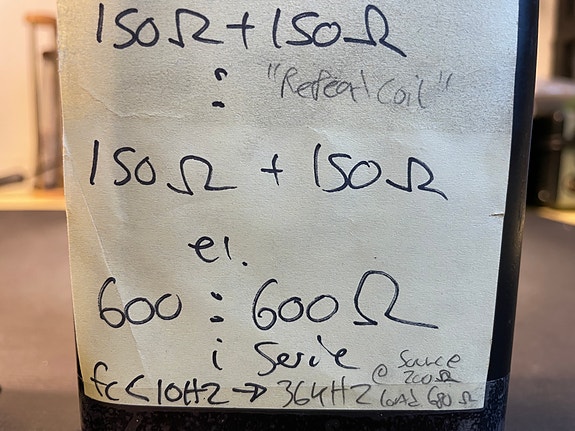 150Ω + 150Ω
: "Repeat Coil"
150Ω + 150Ω
el.
600 : 600Ω
i serie
fc < 10Hz → 36kHz @ Source 200Ω
load 680Ω